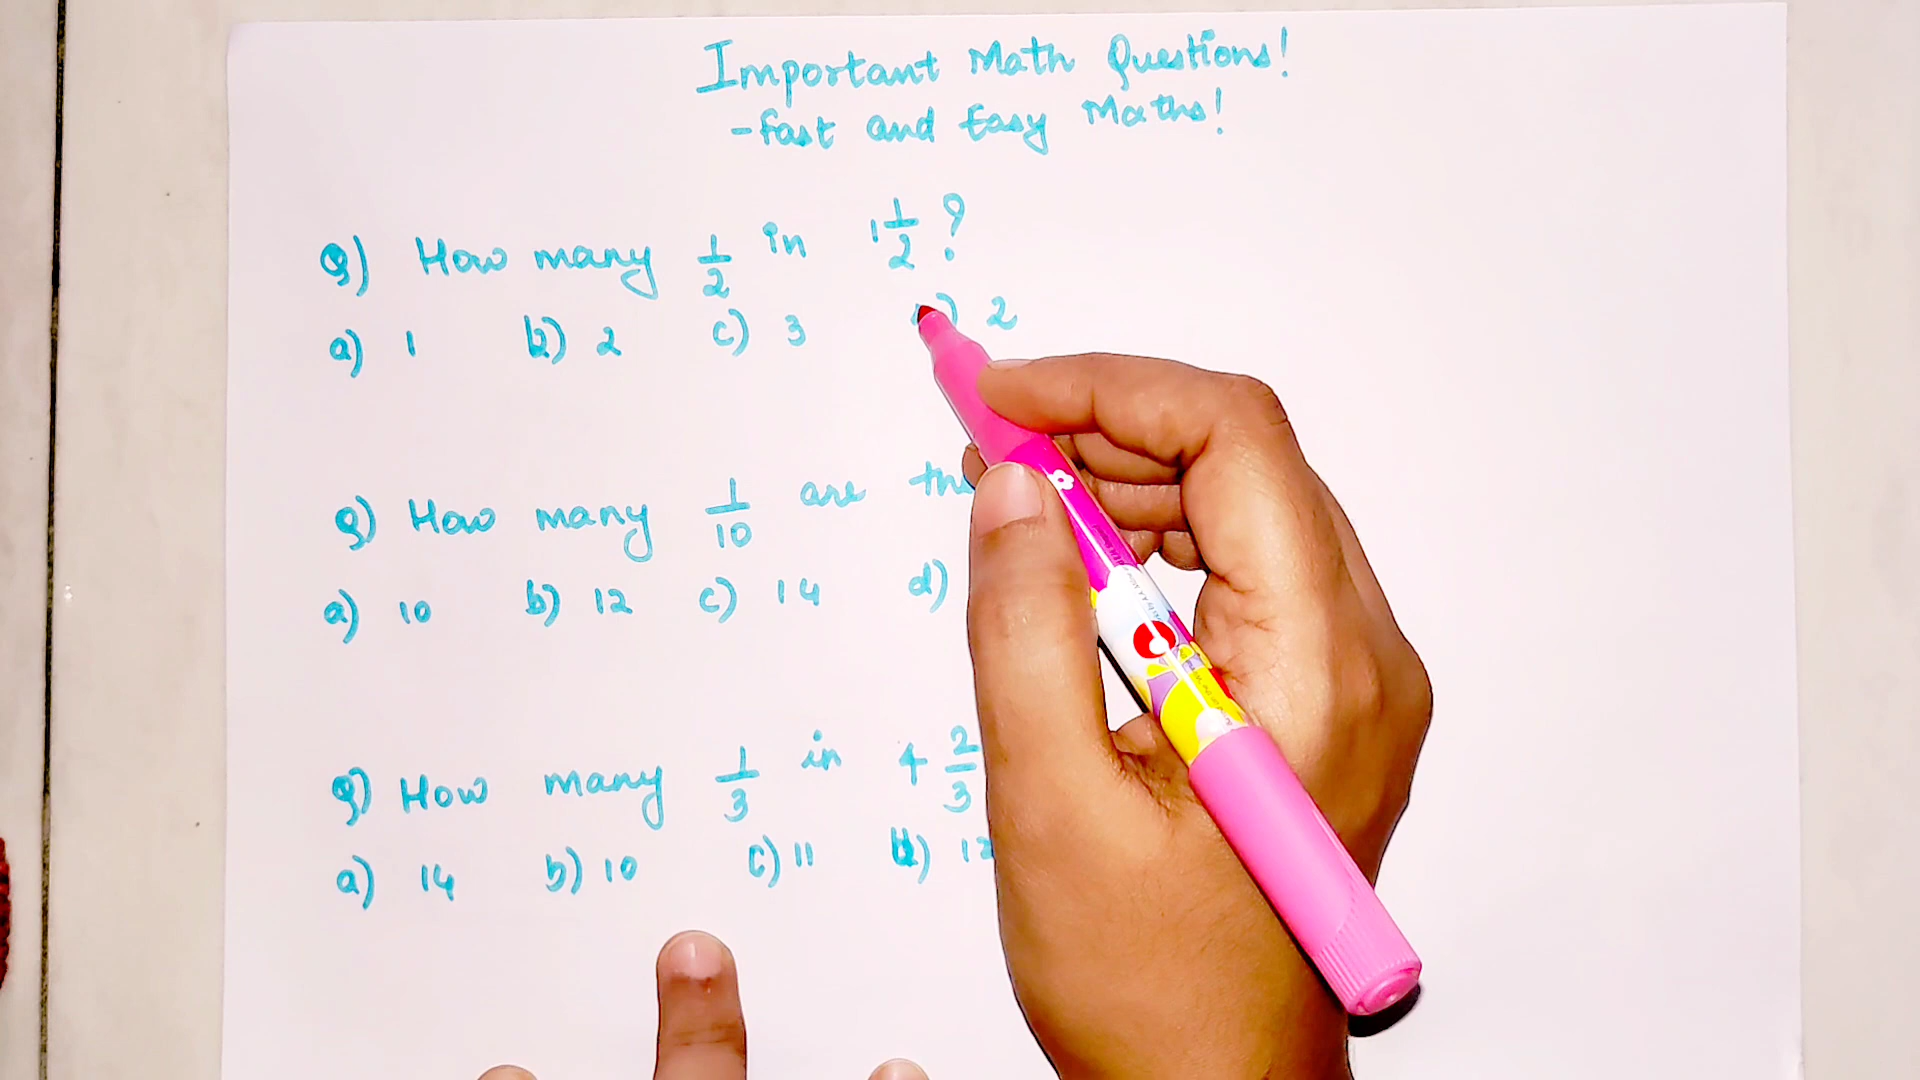 Important Math Questions!
-fast and Easy Maths!
Q) How many 1/2 in 1 1/2 ?
a) 1 b) 2 c) 3 ) 2
Q) How many 1/10 are the
a) 10 b) 12 c) 14 d)
Q) How many 1/3 in 4 2/3
a) 14 b) 10 c) 11 d) 12